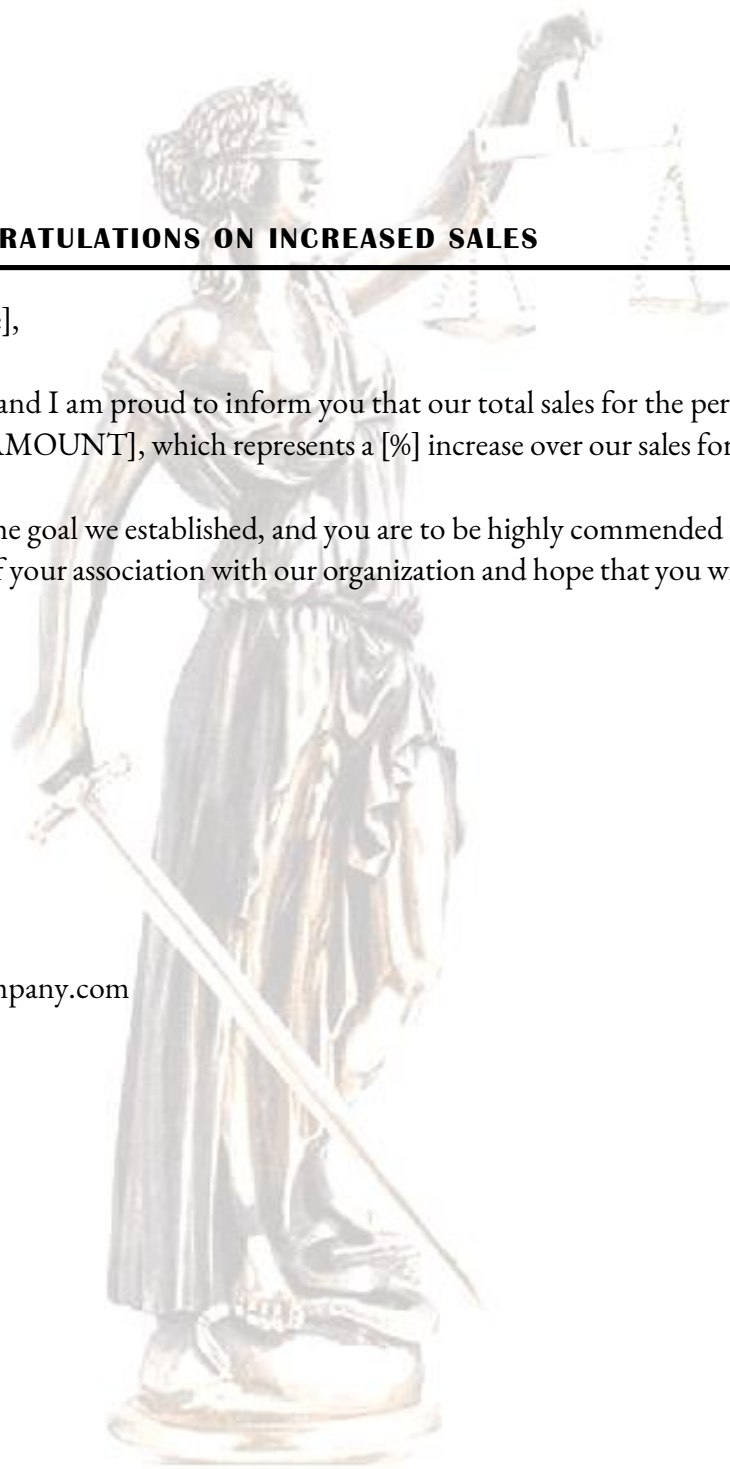 RATULATIONS ON INCREASED SALES
],
and I am proud to inform you that our total sales for the per
AMOUNT], which represents a [%] increase over our sales for
he goal we established, and you are to be highly commended
f your association with our organization and hope that you w
mpany.com